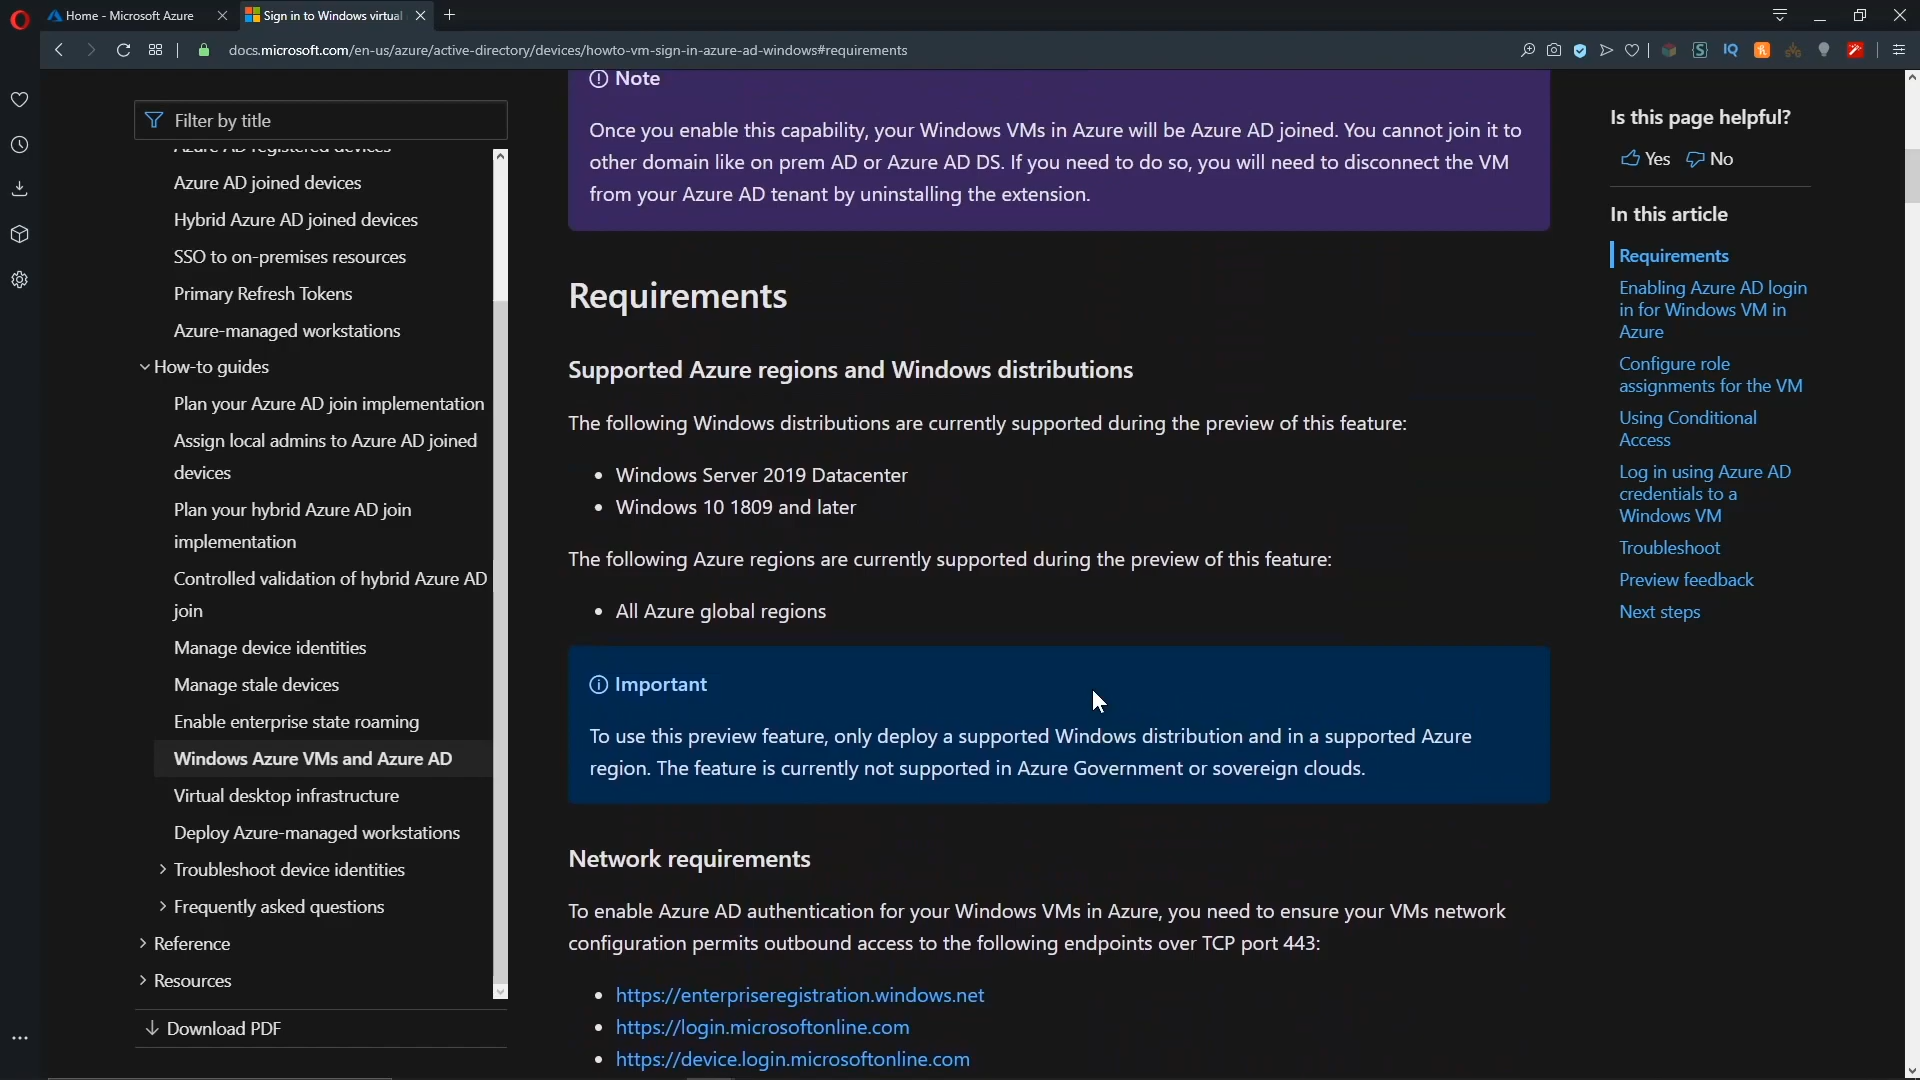 Home - Microsoft Azure
Sign in to Windows virtual
docs.microsoft.com/en-us/azure/active-directory/devices/howto-vm-sign-in-azure-ad-windows#requirements
Filter by title
Azure AD registered devices
Azure AD joined devices
Hybrid Azure AD joined devices
SSO to on-premises resources
Primary Refresh Tokens
Azure-managed workstations
How-to guides
Plan your Azure AD join implementation
Assign local admins to Azure AD joined
devices
Plan your hybrid Azure AD join
implementation
Controlled validation of hybrid Azure AD
join
Manage device identities
Manage stale devices
Enable enterprise state roaming
Windows Azure VMs and Azure AD
Virtual desktop infrastructure
Deploy Azure-managed workstations
Troubleshoot device identities
Frequently asked questions
Reference
Resources
Download PDF
Note
Once you enable this capability, your Windows VMs in Azure will be Azure AD joined. You cannot join it to
other domain like on prem AD or Azure AD DS. If you need to do so, you will need to disconnect the VM
from your Azure AD tenant by uninstalling the extension.
Requirements
Supported Azure regions and Windows distributions
The following Windows distributions are currently supported during the preview of this feature:
• Windows Server 2019 Datacenter
• Windows 10 1809 and later
The following Azure regions are currently supported during the preview of this feature:
• All Azure global regions
Important
To use this preview feature, only deploy a supported Windows distribution and in a supported Azure
region. The feature is currently not supported in Azure Government or sovereign clouds.
Network requirements
To enable Azure AD authentication for your Windows VMs in Azure, you need to ensure your VMs network
configuration permits outbound access to the following endpoints over TCP port 443:
• https://enterpriseregistration.windows.net
• https://login.microsoftonline.com
• https://device.login.microsoftonline.com
Is this page helpful?
Yes No
In this article
Requirements
Enabling Azure AD login
in for Windows VM in
Azure
Configure role
assignments for the VM
Using Conditional
Access
Log in using Azure AD
credentials to a
Windows VM
Troubleshoot
Preview feedback
Next steps